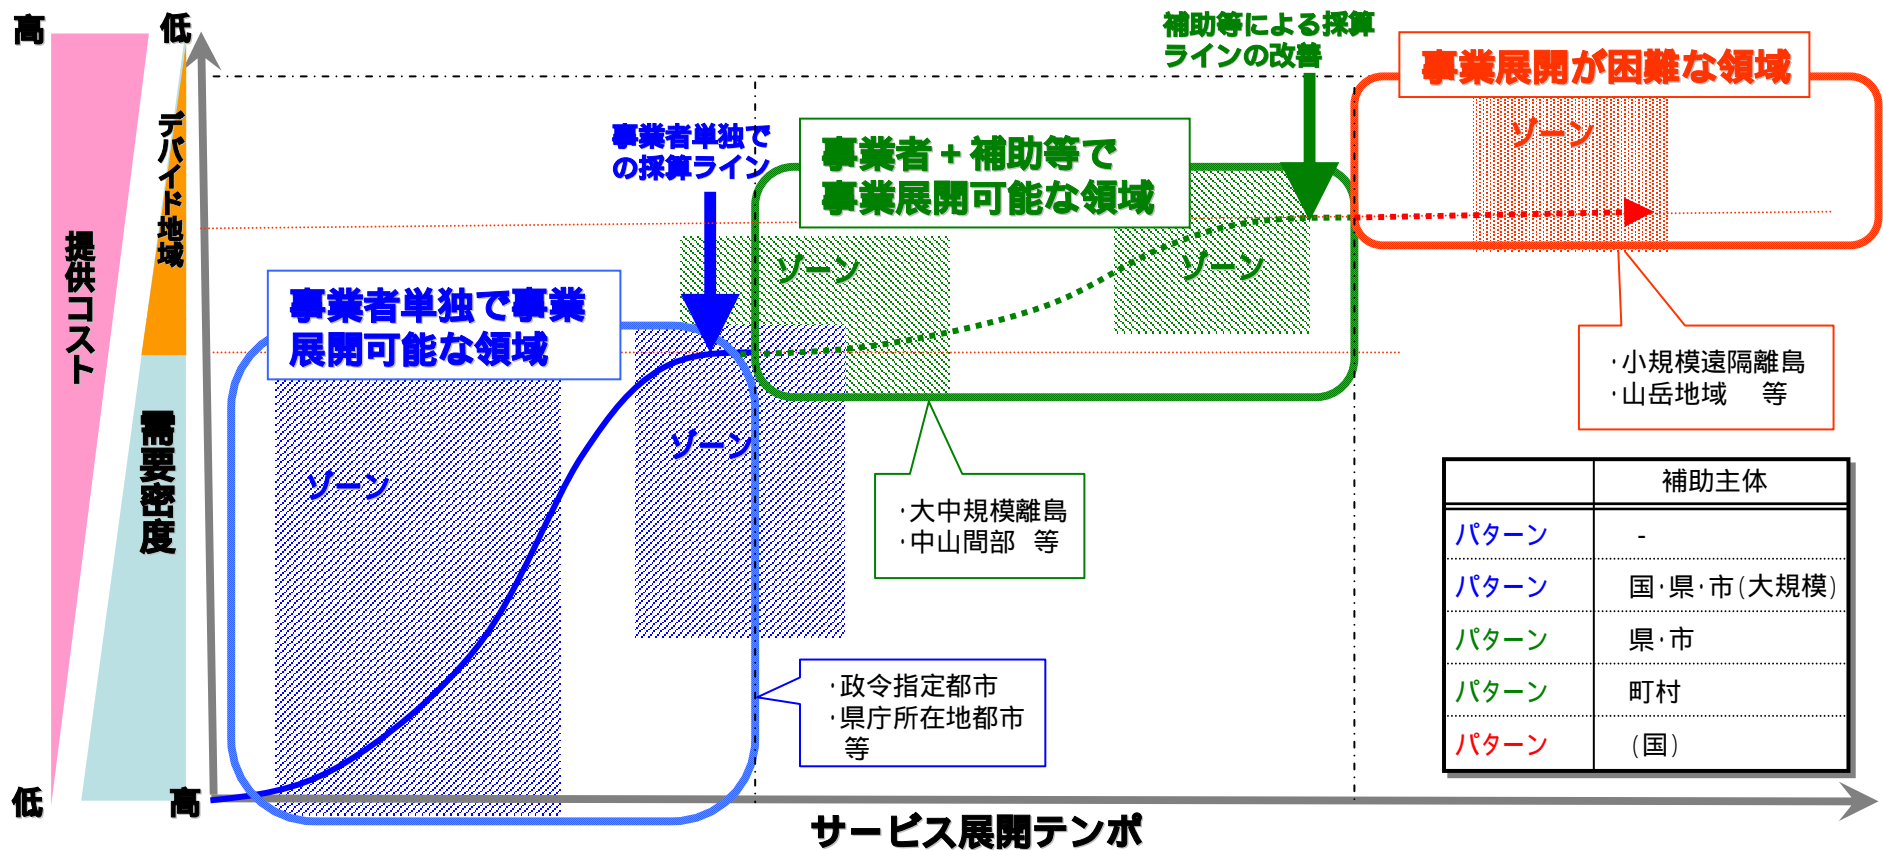 高
低
補助等による採算
ラインの改善
事業展開が困難な領域
ゾーン
デバイド地域
事業者単独で
の採算ライン
事業者+補助等で
事業展開可能な領域
提供コスト
ゾーン
ゾーン
事業者単独で事業
展開可能な領域
・小規模遠隔離島
・山岳地域　等
需要密度
ゾーン
ゾーン
・大中規模離島
・中山間部 等
補助主体
パターン
-
パターン
国・県・市(大規模)
パターン
県・市
パターン
町村
パターン
(国)
・政令指定都市
・県庁所在地都市
等
低
高
サービス展開テンポ